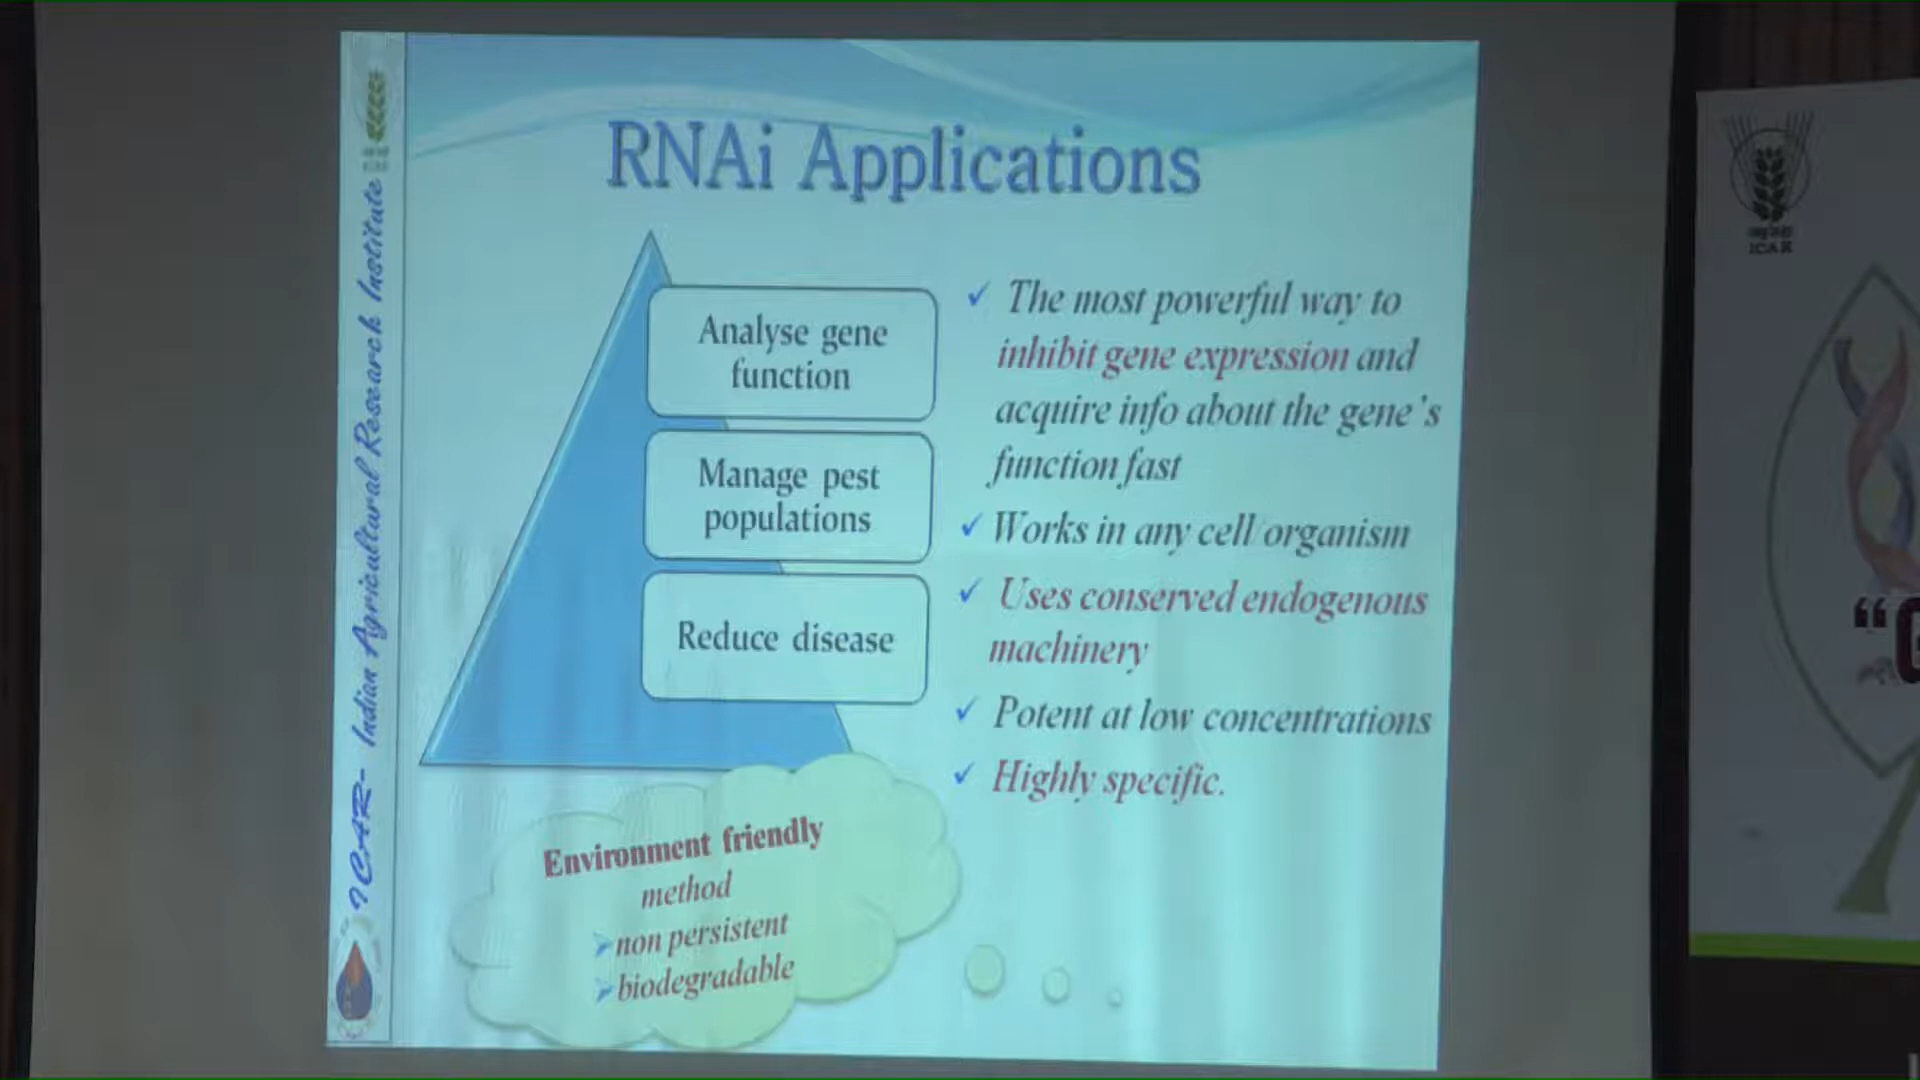 RNAi Applications
ICAR- Indian Agricultural Research Institute
Analyse gene
function
Manage pest
populations
Reduce disease
✓ The most powerful way to
inhibit gene expression and
acquire info about the gene's
function fast
✓ Works in any cell/organism
✓ Uses conserved endogenous
machinery
✓ Potent at low concentrations
✓ Highly specific.
Environment friendly
method
➢non persistent
➢biodegradable
ICAR
"G